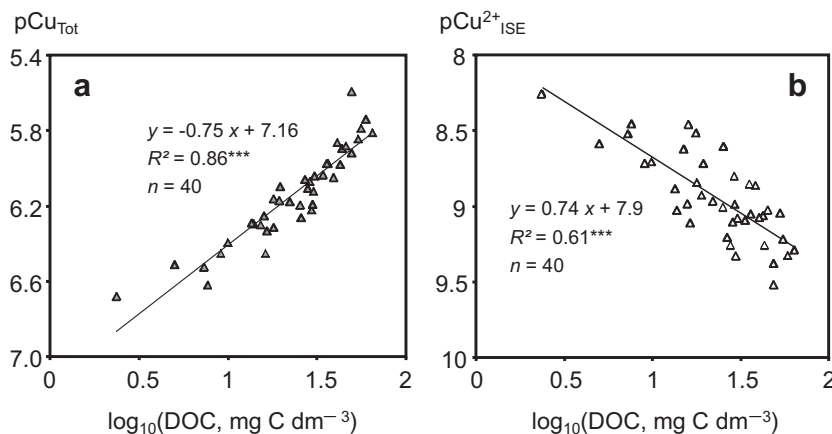 pCu_Tot
5.4
5.8
6.2
6.6
7.0
a
y = -0.75 x + 7.16
R² = 0.86***
n = 40
0 0.5 1 1.5 2
log₁₀(DOC, mg C dm⁻³)
pCu²⁺_ISE
8
8.5
9
9.5
10
b
y = 0.74 x + 7.9
R² = 0.61***
n = 40
0 0.5 1 1.5 2
log₁₀(DOC, mg C dm⁻³)